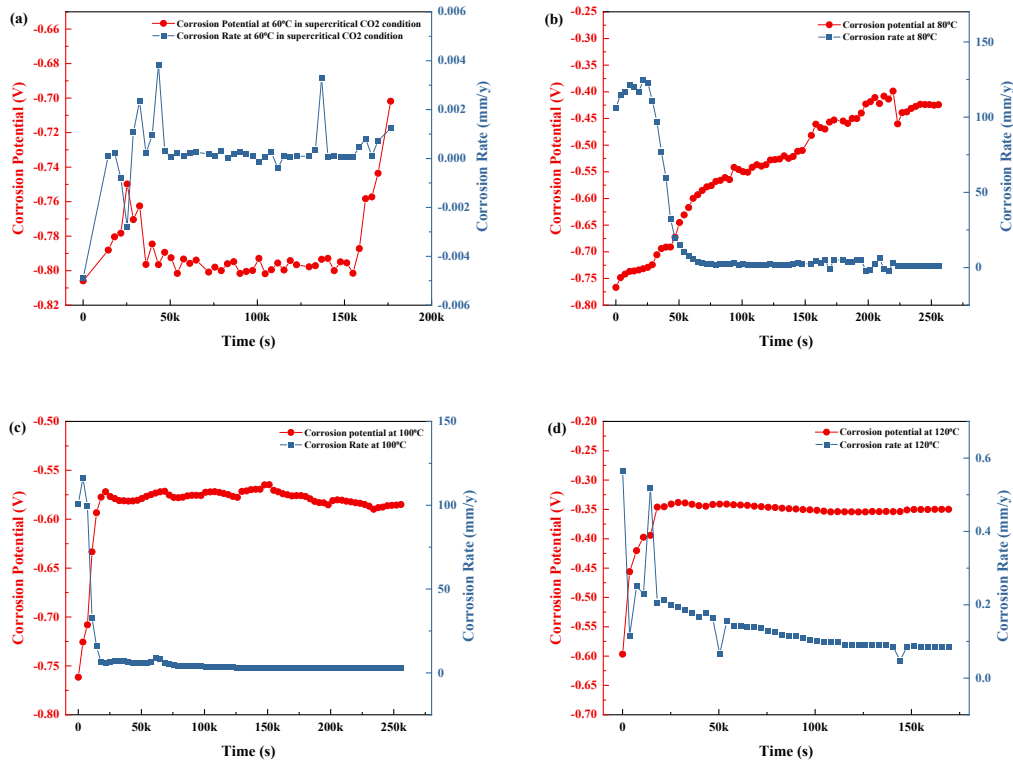 (a)
Corrosion Potential at 60ºC in supercritical CO2 condition
Corrosion Rate at 60ºC in supercritical CO2 condition
Corrosion Potential (V)
-0.66
-0.68
-0.70
-0.72
-0.74
-0.76
-0.78
-0.80
-0.82
0.006
0.004
0.002
0.000
-0.002
-0.004
-0.006
Corrosion Rate (mm/y)
0
50k
100k
150k
200k
Time (s)
(b)
Corrosion potential at 80ºC
Corrosion rate at 80ºC
Corrosion Potential (V)
-0.25
-0.30
-0.35
-0.40
-0.45
-0.50
-0.55
-0.60
-0.65
-0.70
-0.75
-0.80
150
100
50
0
Corrosion Rate (mm/y)
0
50k
100k
150k
200k
250k
Time (s)
(c)
Corrosion potential at 100ºC
Corrosion Rate at 100ºC
Corrosion Potential (V)
-0.50
-0.55
-0.60
-0.65
-0.70
-0.75
-0.80
150
100
50
0
Corrosion Rate (mm/y)
0
50k
100k
150k
200k
250k
Time (s)
(d)
Corrosion potential at 120ºC
Corrosion rate at 120ºC
Corrosion Potential (V)
-0.20
-0.25
-0.30
-0.35
-0.40
-0.45
-0.50
-0.55
-0.60
-0.65
-0.70
0.6
0.4
0.2
0.0
Corrosion Rate (mm/y)
0
50k
100k
150k
Time (s)